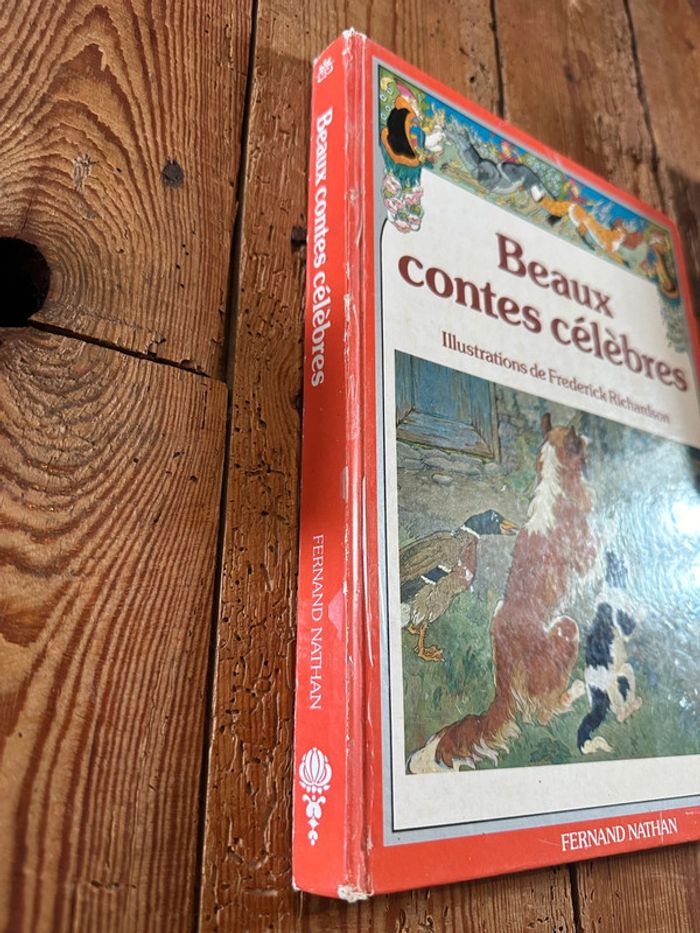 Beaux contes célèbres
FERNAND NATHAN
Beaux
contes célèbres
Illustrations de Frederick Richardson
FERNAND NATHAN